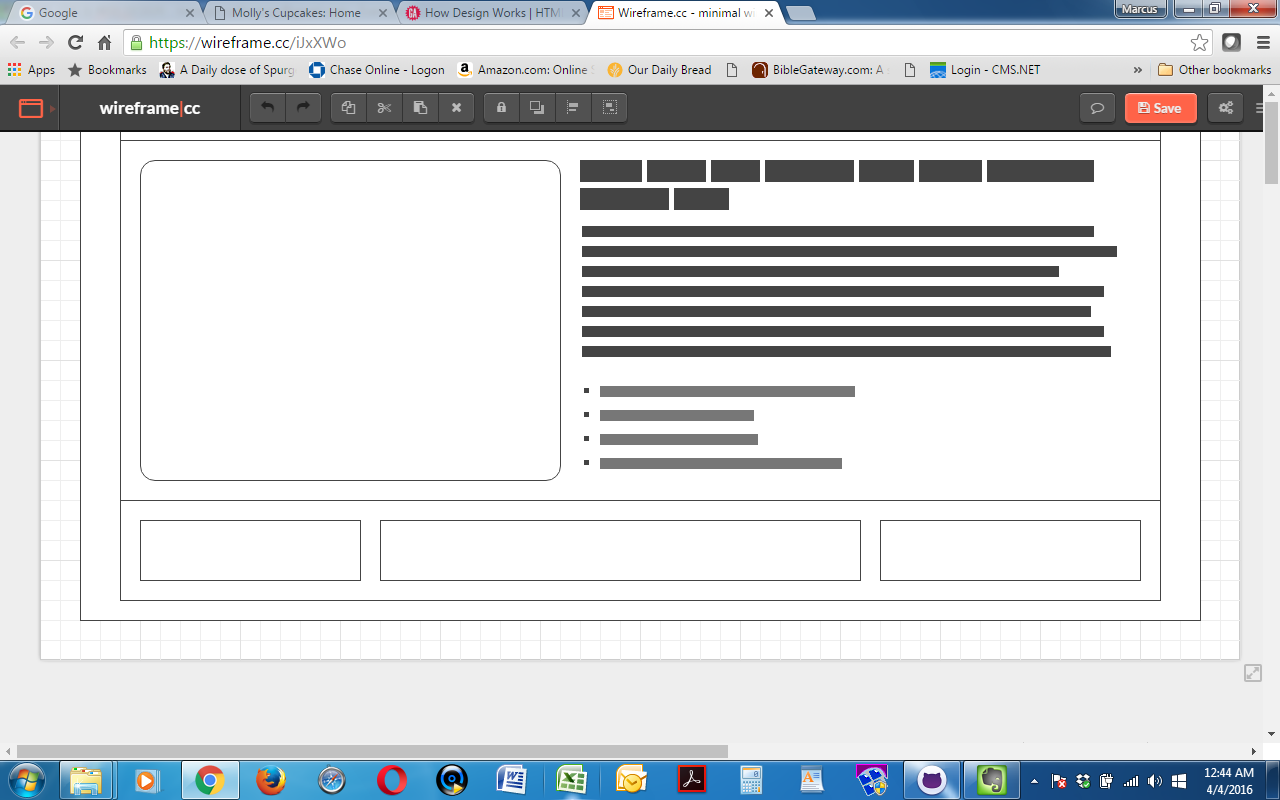 Google
Molly's Cupcakes: Home
How Design Works | HTM
Wireframe.cc - minimal w
Marcus
https://wireframe.cc/iJxXWo
Apps
Bookmarks
A Daily dose of Spurg
Chase Online - Logon
Amazon.com: Online S
Our Daily Bread
BibleGateway.com: A
Login - CMS.NET
»
Other bookmarks
wireframe|cc
Save
12:44 AM
4/4/2016